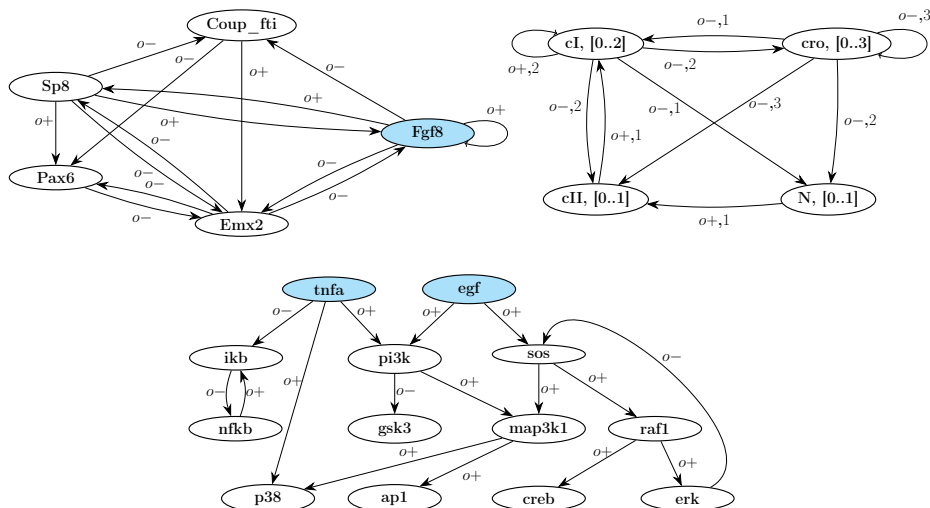 Coup_fti
o−
o−
o−
Sp8
o+
o+
o+
o+
o+
Fgf8
o−
o−
o−
o−
o−
o−
Pax6
o−
Emx2
o−,1
o−,3
cI, [0..2]
cro, [0..3]
o+,2
o−,2
o−,2
o−,1
o−,3
o−,2
o+,1
cII, [0..1]
N, [0..1]
o+,1
tnfa
egf
o−
o+
o+
o+
ikb
pi3k
sos
o−
o−
o+
o+
o−
o+
o+
o+
nfkb
gsk3
map3k1
raf1
o+
o+
o+
o+
p38
ap1
creb
erk